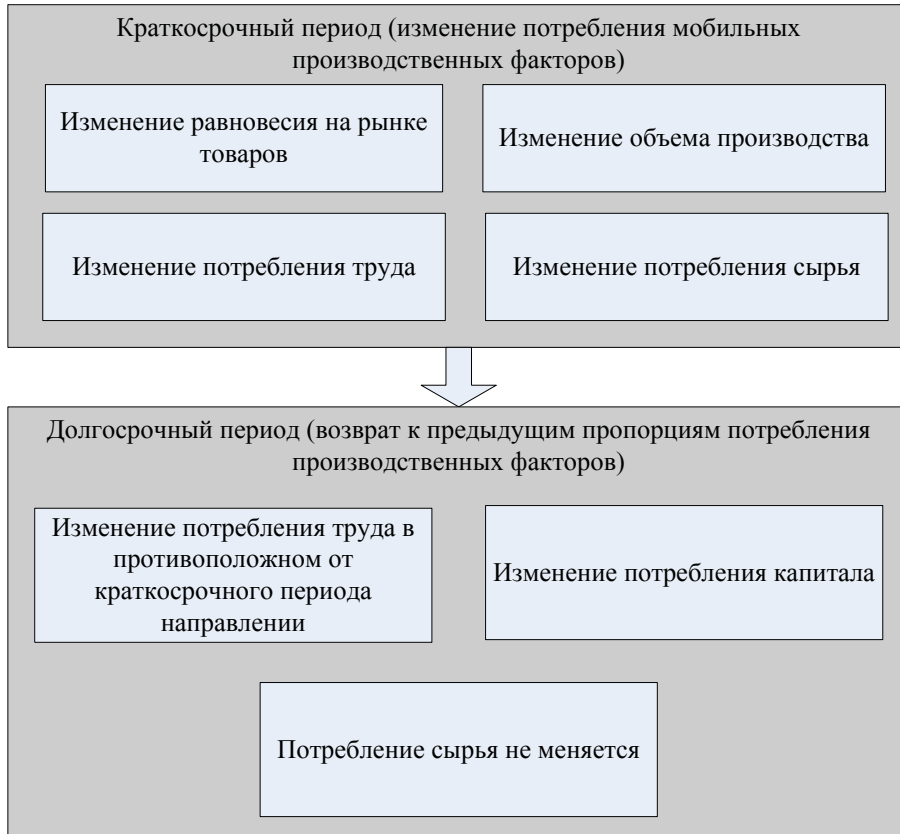 Краткосрочный период (изменение потребления мобильных
производственных факторов)
Изменение равновесия на рынке
товаров
Изменение объема производства
Изменение потребления труда
Изменение потребления сырья
Долгосрочный период (возврат к предыдущим пропорциям потребления
производственных факторов)
Изменение потребления труда в
противоположном от
краткосрочного периода
направлении
Изменение потребления капитала
Потребление сырья не меняется